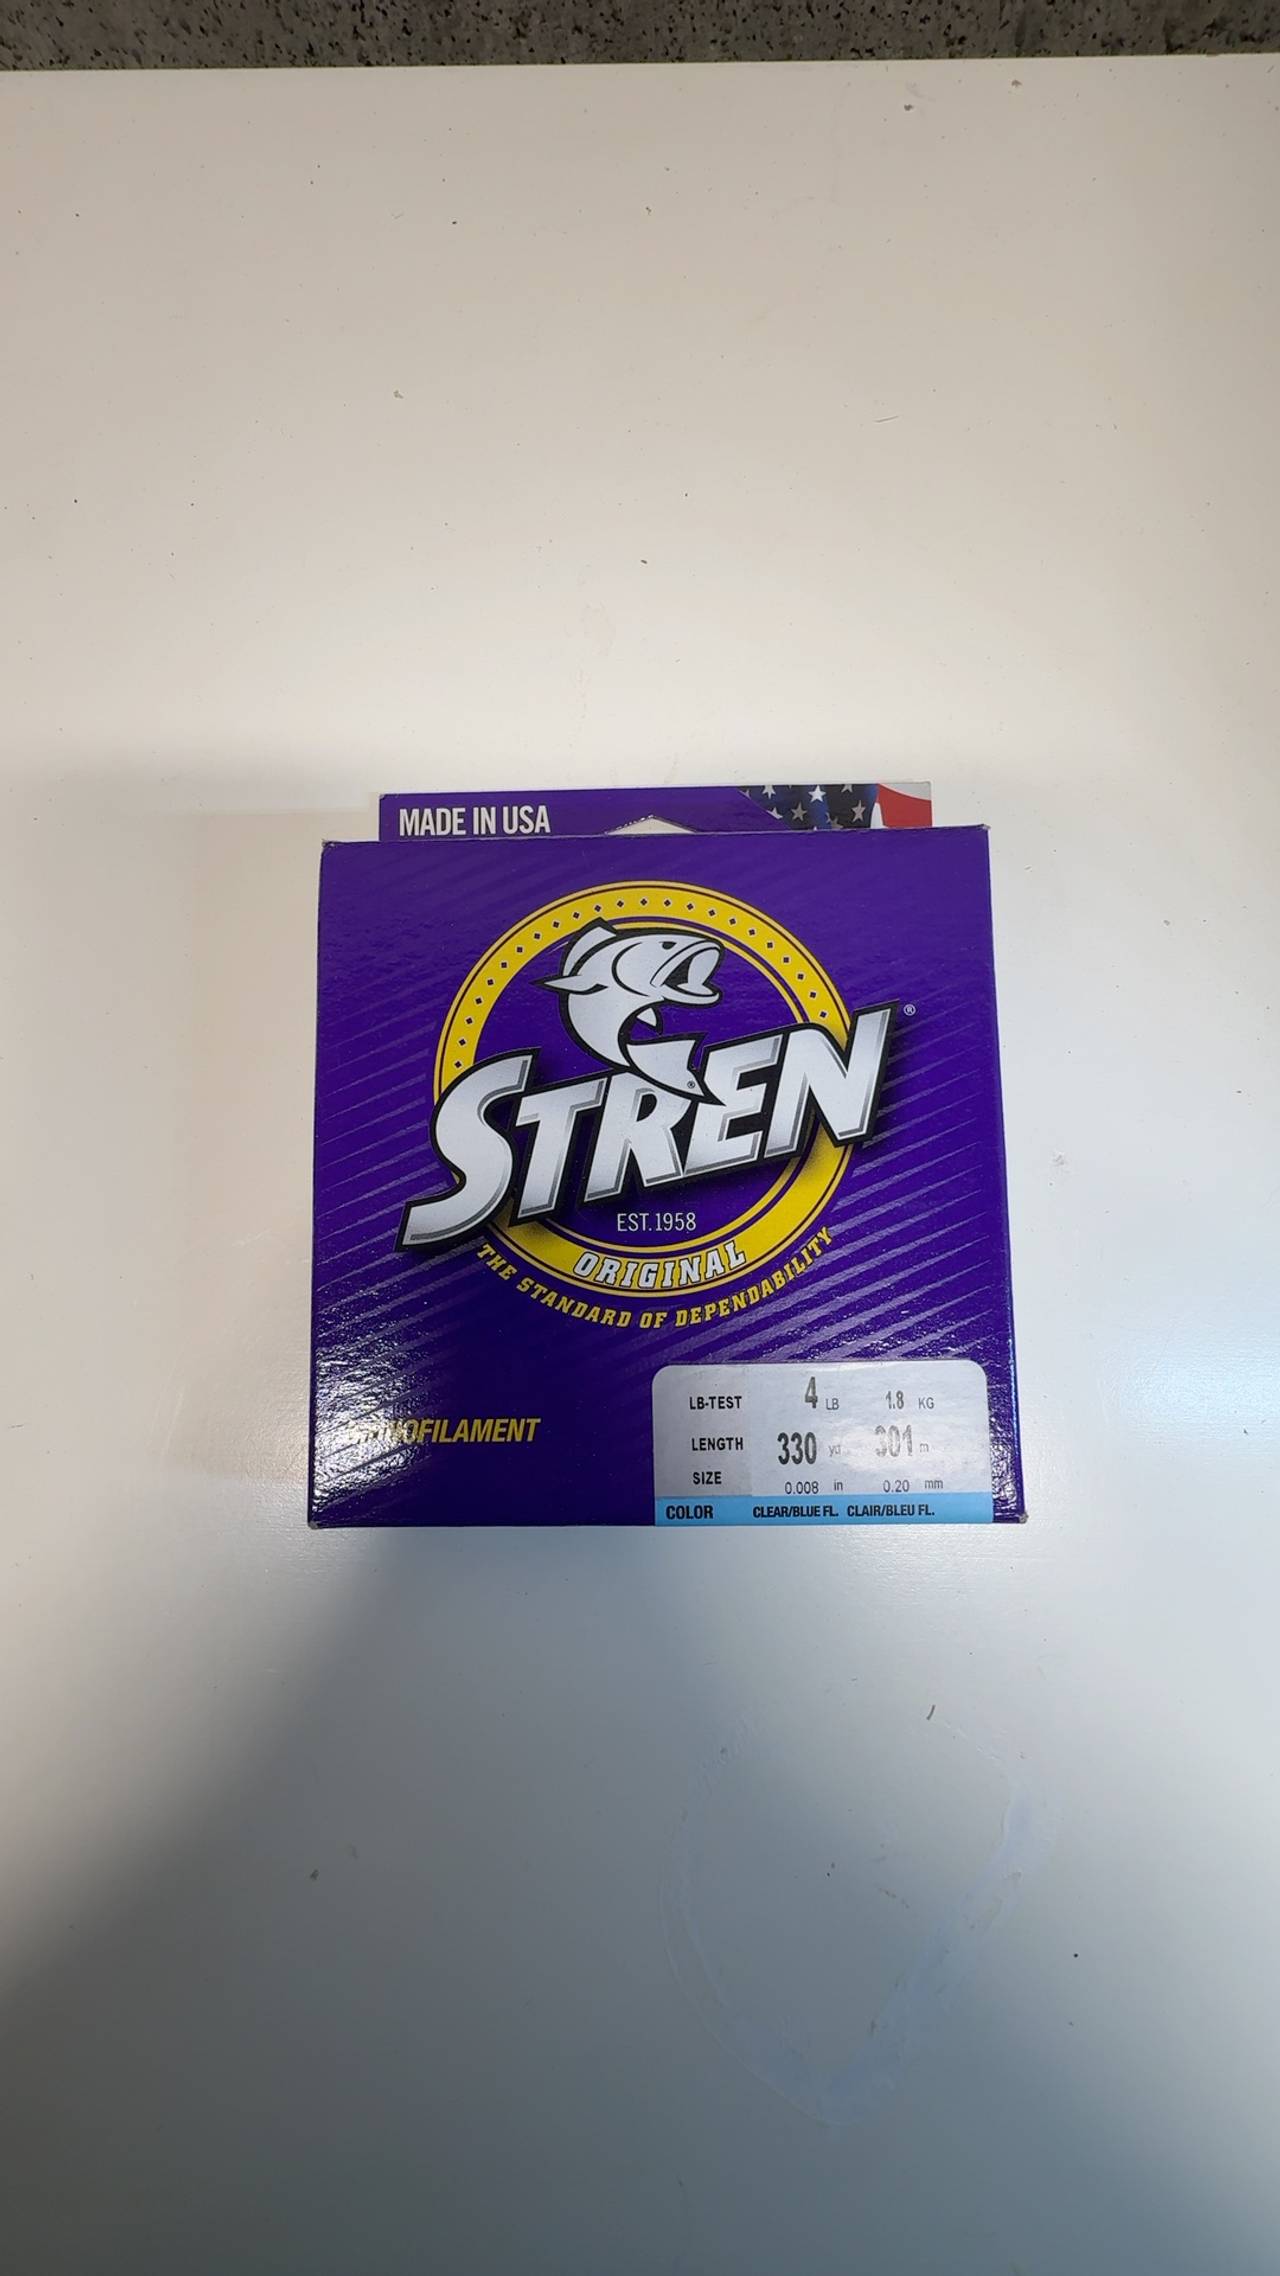 MADE IN USA
STREN®
®
EST. 1958
ORIGINAL
THE STANDARD OF DEPENDABILITY
MONOFILAMENT
LB-TEST 4 LB 1.8 KG
LENGTH 330 yd 301 m
SIZE 0.008 in 0.20 mm
COLOR CLEAR/BLUE FL. CLAIR/BLEU FL.